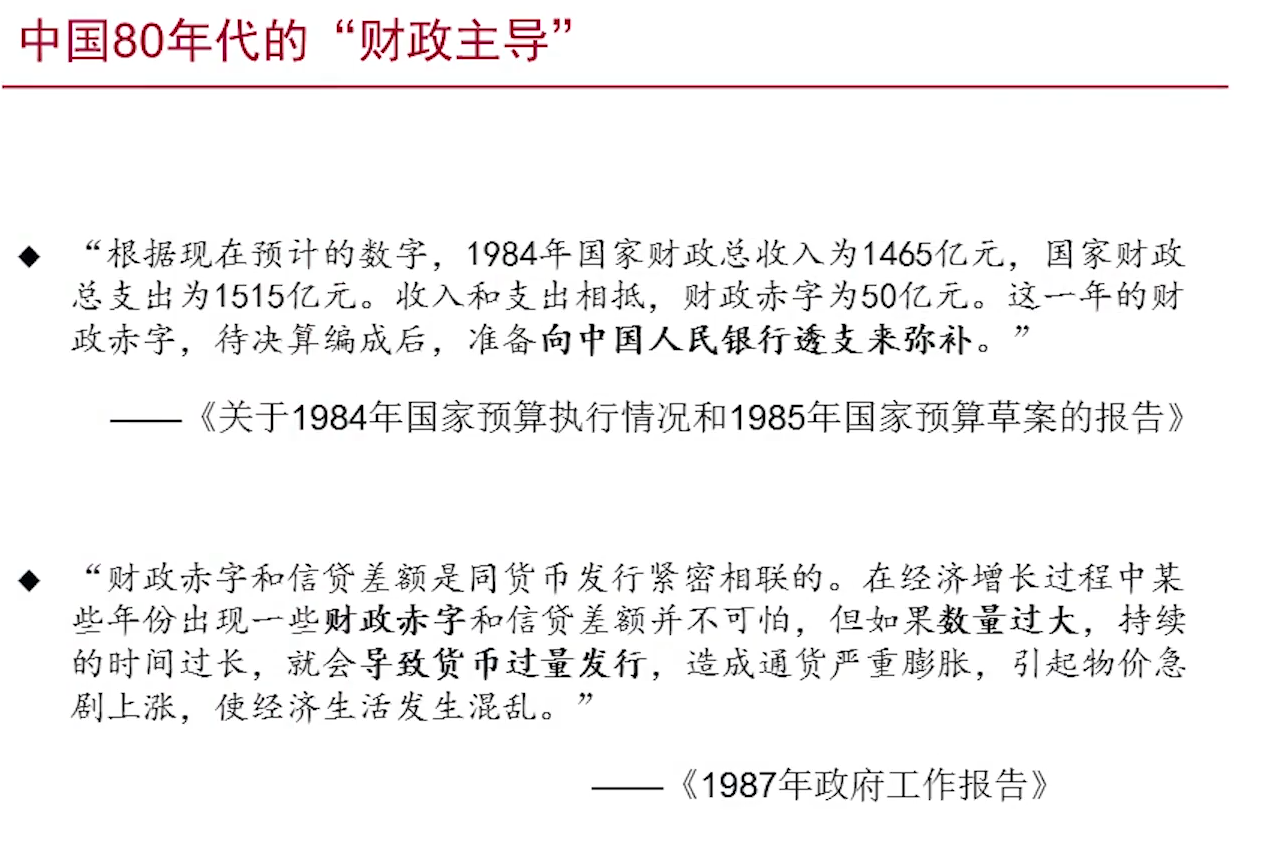 中国80年代的“财政主导”
◆ “根据现在预计的数字，1984年国家财政总收入为1465亿元，国家财政
总支出为1515亿元。收入和支出相抵，财政赤字为50亿元。这一年的财
政赤字，待决算编成后，准备向中国人民银行透支来弥补。”
——《关于1984年国家预算执行情况和1985年国家预算草案的报告》
◆ “财政赤字和信贷差额是同货币发行紧密相联的。在经济增长过程中某
些年份出现一些财政赤字和信贷差额并不可怕，但如果数量过大，持续
的时间过长，就会导致货币过量发行，造成通货严重膨胀，引起物价急
剧上涨，使经济生活发生混乱。”
——《1987年政府工作报告》